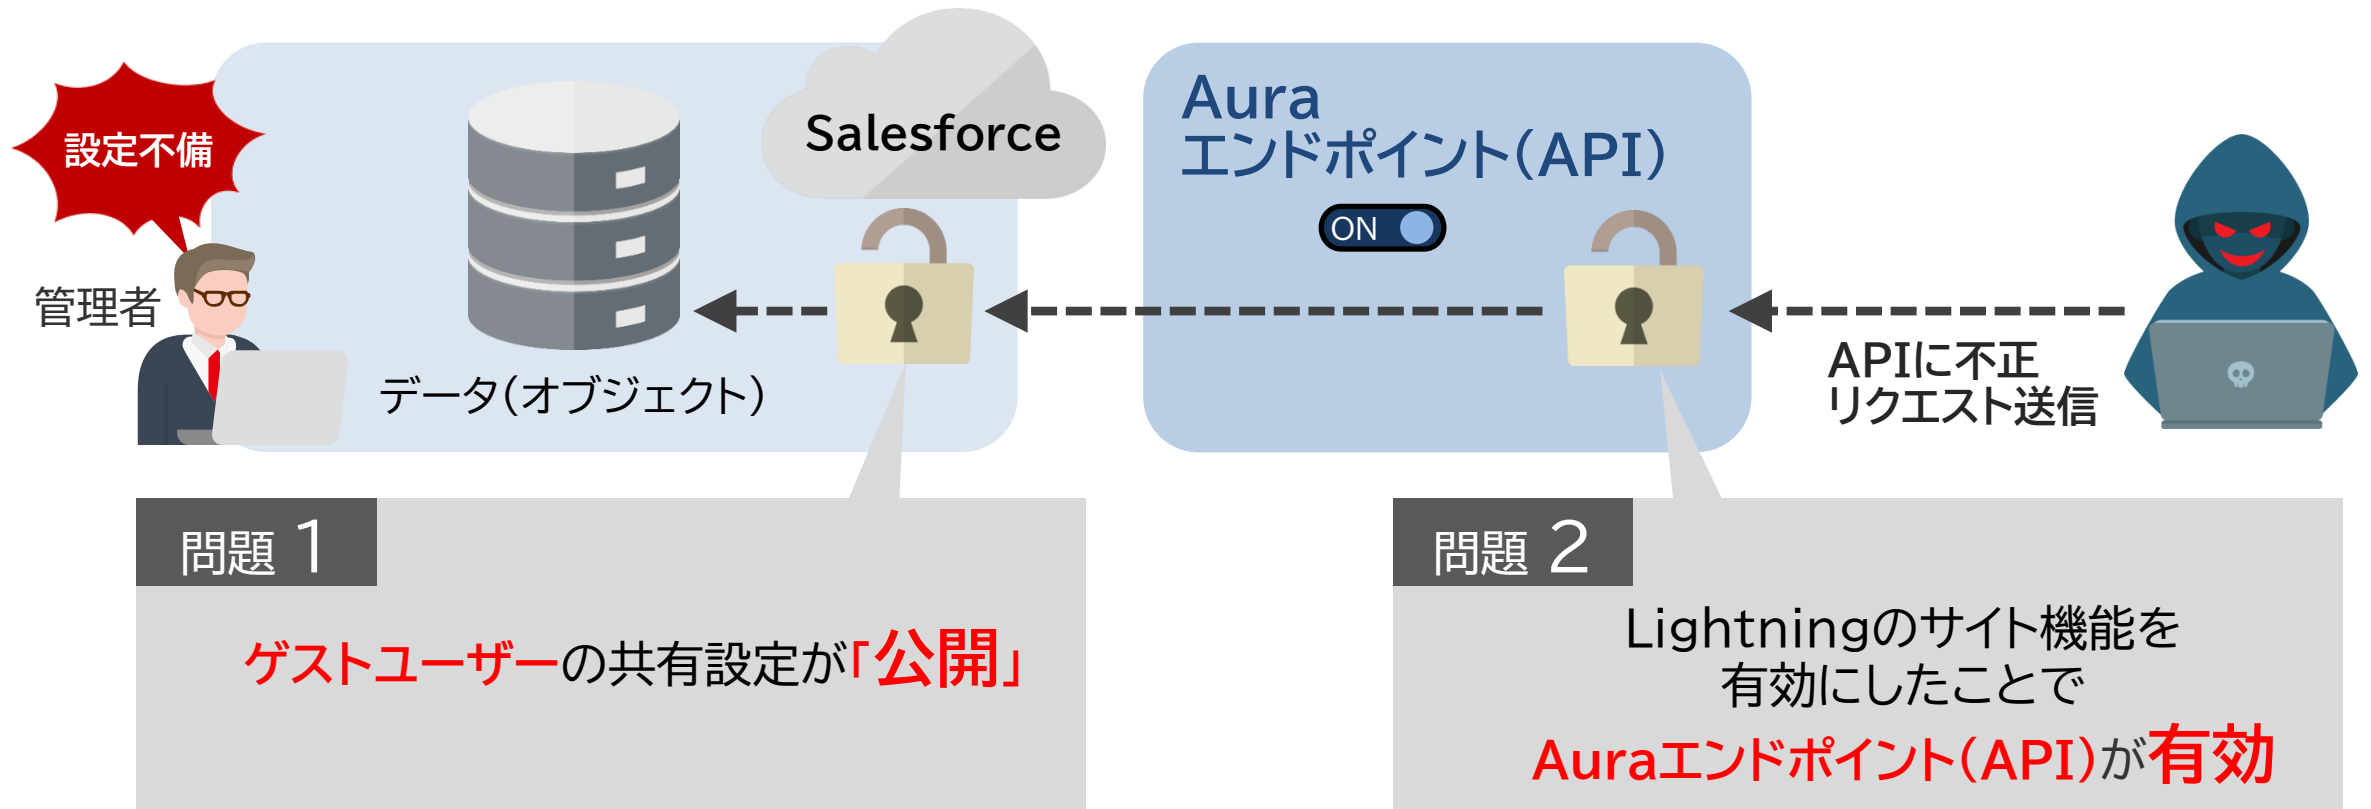 設定不備
管理者
データ(オブジェクト)
Salesforce
Aura
エンドポイント(API)
ON
APIに不正
リクエスト送信
問題 1
ゲストユーザーの共有設定が「公開」
問題 2
Lightningのサイト機能を
有効にしたことで
Auraエンドポイント(API)が有効